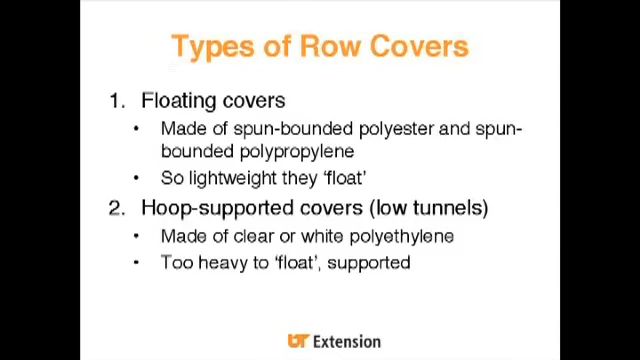 Types of Row Covers
1. Floating covers
• Made of spun-bounded polyester and spun-
bounded polypropylene
• So lightweight they ‘float’
2. Hoop-supported covers (low tunnels)
• Made of clear or white polyethylene
• Too heavy to ‘float’, supported
UT Extension